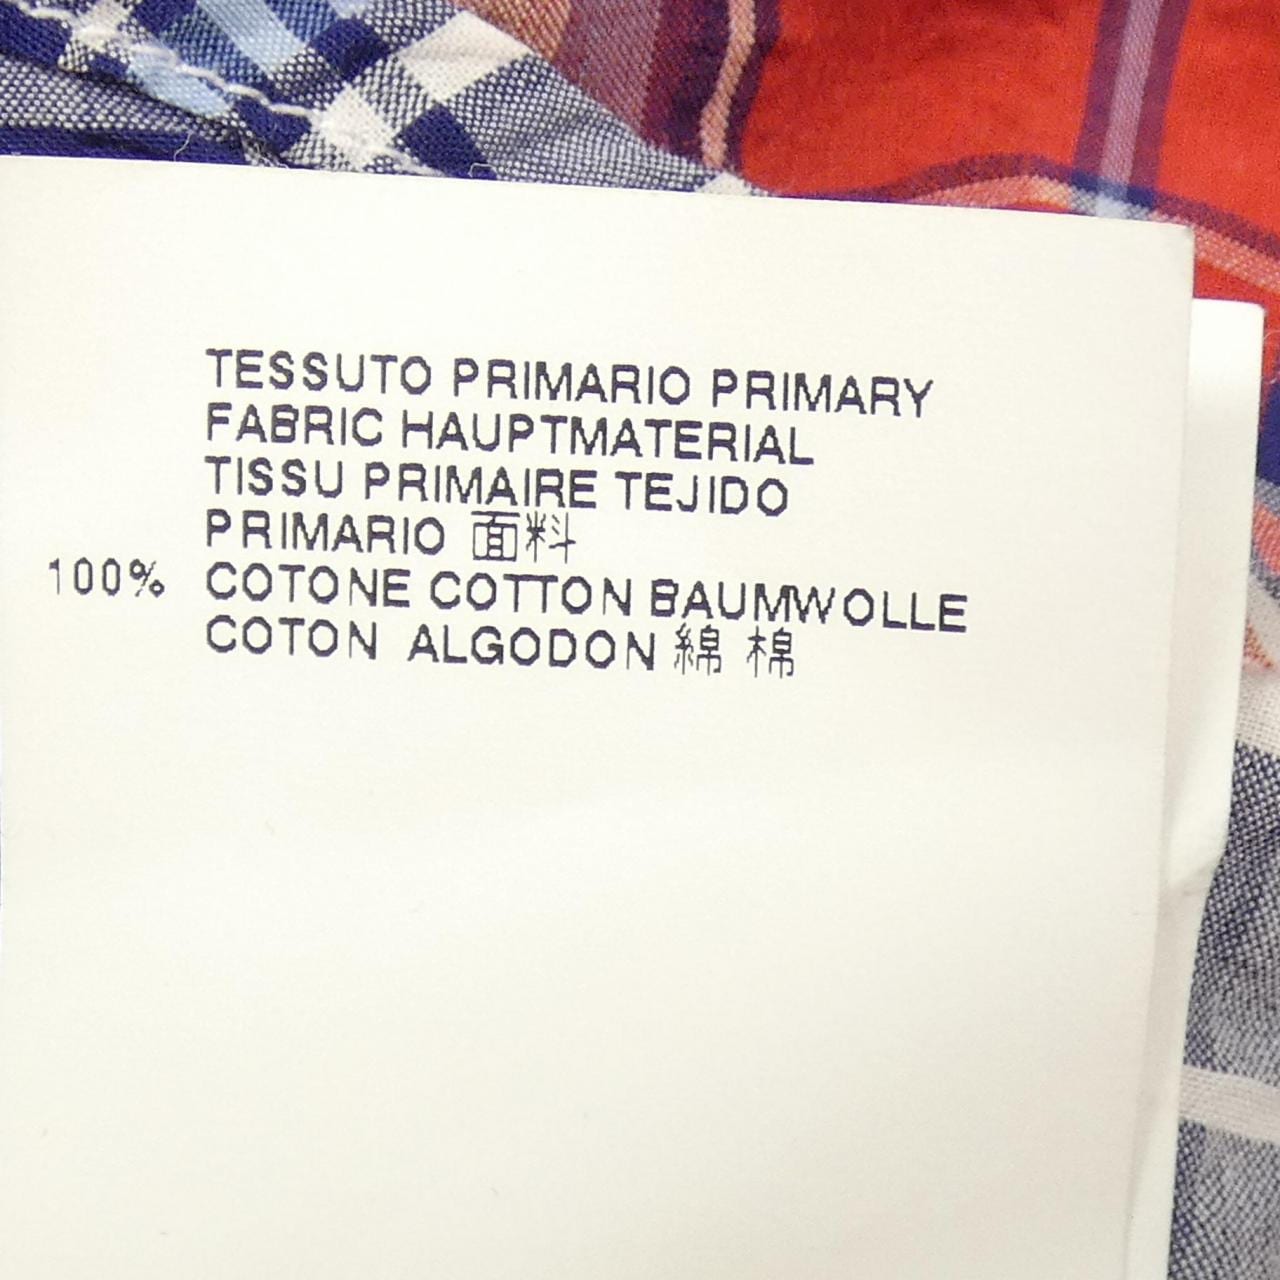 TESSUTO PRIMARIO PRIMARY
FABRIC HAUPTMATERIAL
TISSU PRIMAIRE TEJIDO
PRIMARIO 面料
100% COTONE COTTON BAUMWOLLE
COTON ALGODON 綿 棉